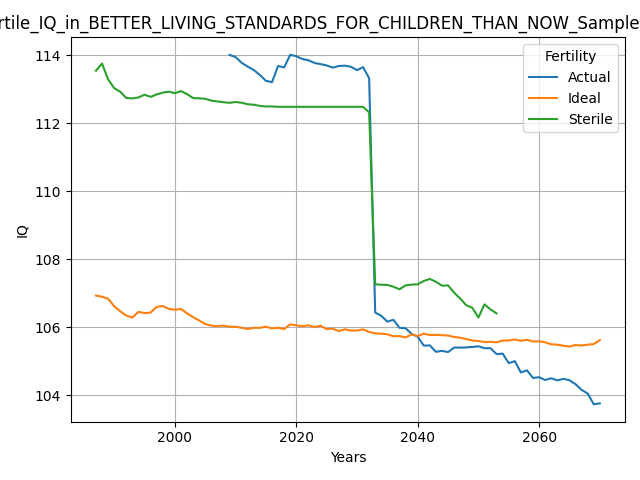 rtile_IQ_in_BETTER_LIVING_STANDARDS_FOR_CHILDREN_THAN_NOW_Sample
114
112
110
108
106
104
IQ
Fertility
Actual
Ideal
Sterile
2000
2020
2040
2060
Years